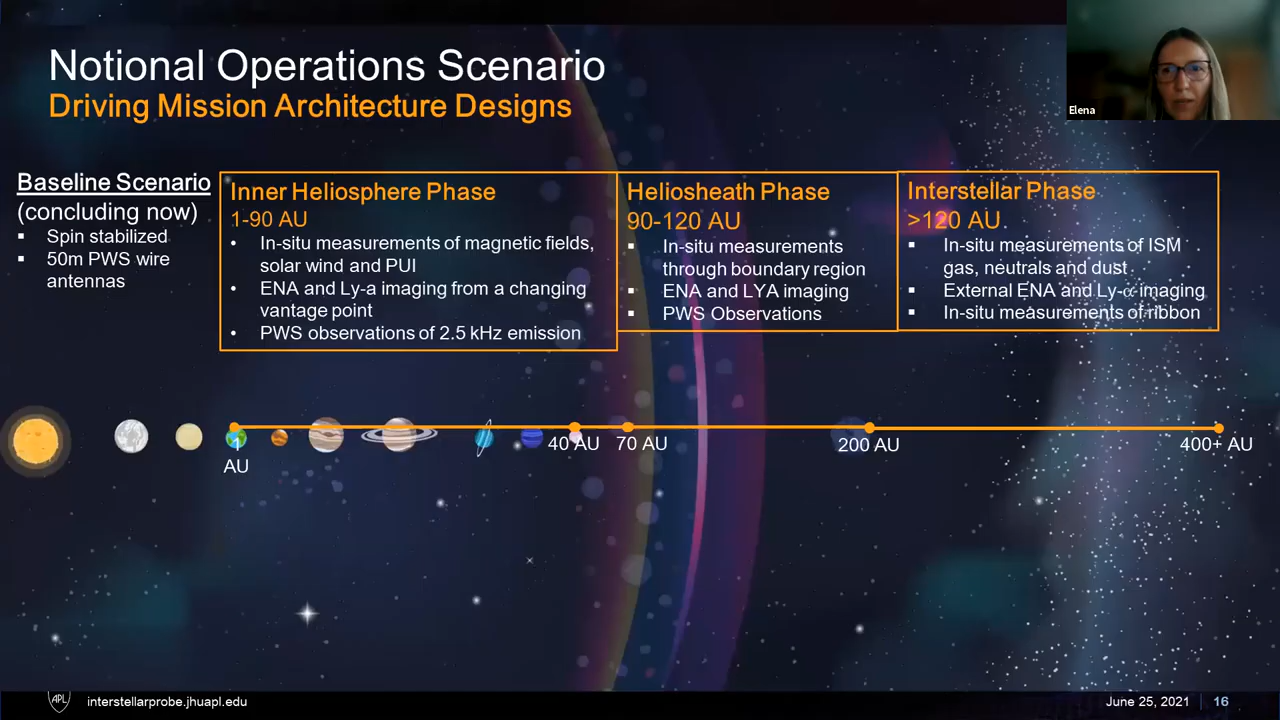 Notional Operations Scenario
Driving Mission Architecture Designs
Elena
Baseline Scenario
(concluding now)
▪ Spin stabilized
▪ 50m PWS wire
antennas
Inner Heliosphere Phase
1-90 AU
• In-situ measurements of magnetic fields,
solar wind and PUI
• ENA and Ly-a imaging from a changing
vantage point
• PWS observations of 2.5 kHz emission
Heliosheath Phase
90-120 AU
▪ In-situ measurements
through boundary region
▪ ENA and LYA imaging
▪ PWS Observations
Interstellar Phase
>120 AU
▪ In-situ measurements of ISM
gas, neutrals and dust
▪ External ENA and Ly-α imaging
▪ In-situ measurements of ribbon
1
AU
40 AU
70 AU
200 AU
400+ AU
APL
interstellarprobe.jhuapl.edu
June 25, 2021
16